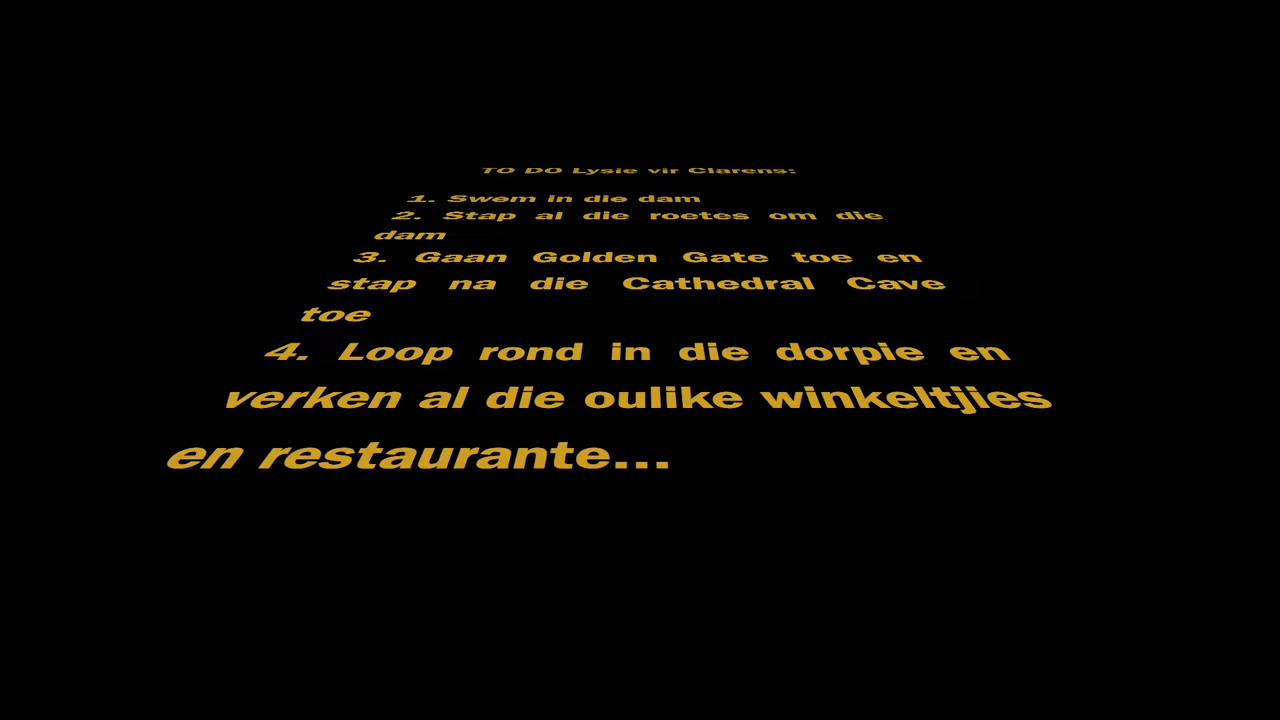 TO DO Lysie vir Clarens:
1. Swem in die dam
2. Stap al die roetes om die
dam
3. Gaan Golden Gate toe en
stap na die Cathedral Cave
toe
4. Loop rond in die dorpie en
verken al die oulike winkeltjies
en restaurante...